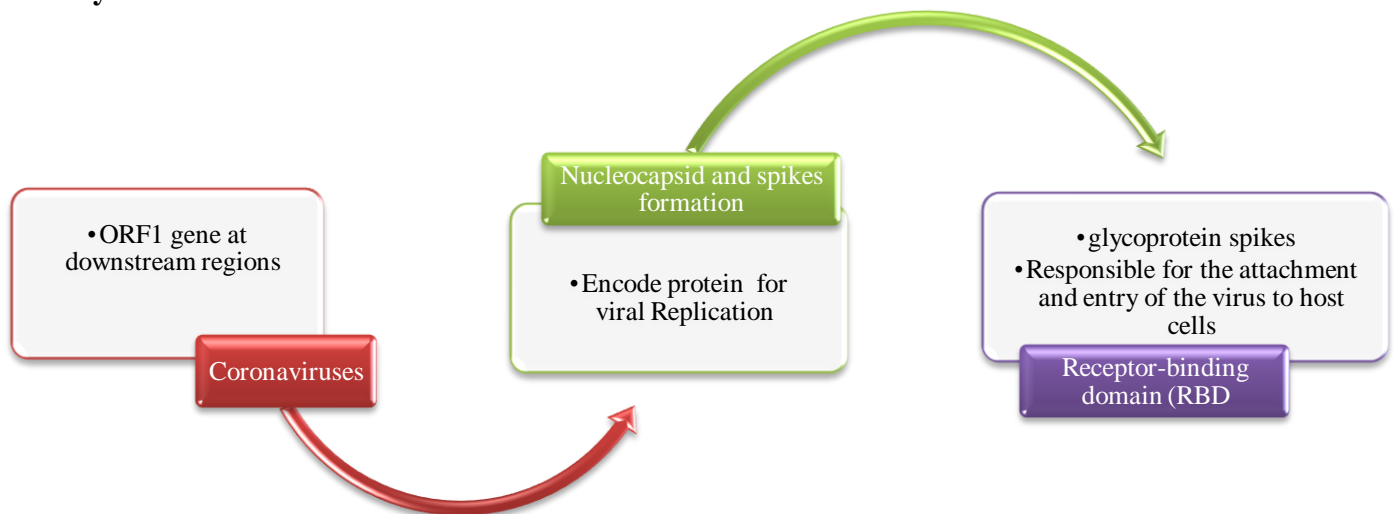 •ORF1 gene at
downstream regions
Coronaviruses
Nucleocapsid and spikes
formation
•Encode protein for
viral Replication
•glycoprotein spikes
•Responsible for the attachment
and entry of the virus to host
cells
Receptor-binding
domain (RBD